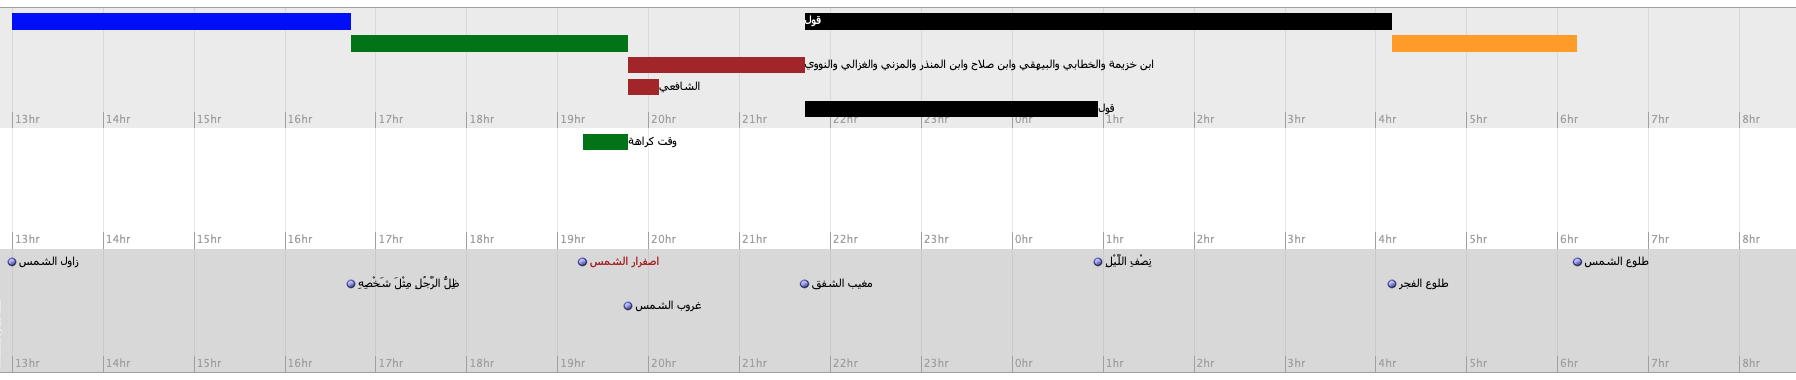 قول
ابن خزيمة والخطابي والبيهقي وابن صلاح وابن المنذر والمزني والغزالي والنووي
الشافعي
قول
13hr 14hr 15hr 16hr 17hr 18hr 19hr 20hr 21hr 22hr 23hr 0hr 1hr 2hr 3hr 4hr 5hr 6hr 7hr 8hr
وقت كراهة
13hr 14hr 15hr 16hr 17hr 18hr 19hr 20hr 21hr 22hr 23hr 0hr 1hr 2hr 3hr 4hr 5hr 6hr 7hr 8hr
زاول الشمس اصفرار الشمس نِصْفِ اللَّيْلِ طلوع الشمس
ظِلُّ الرَّجُلِ مِثْلَ شَخْصِهِ مغيب الشفق طلوع الفجر
غروب الشمس
13hr 14hr 15hr 16hr 17hr 18hr 19hr 20hr 21hr 22hr 23hr 0hr 1hr 2hr 3hr 4hr 5hr 6hr 7hr 8hr